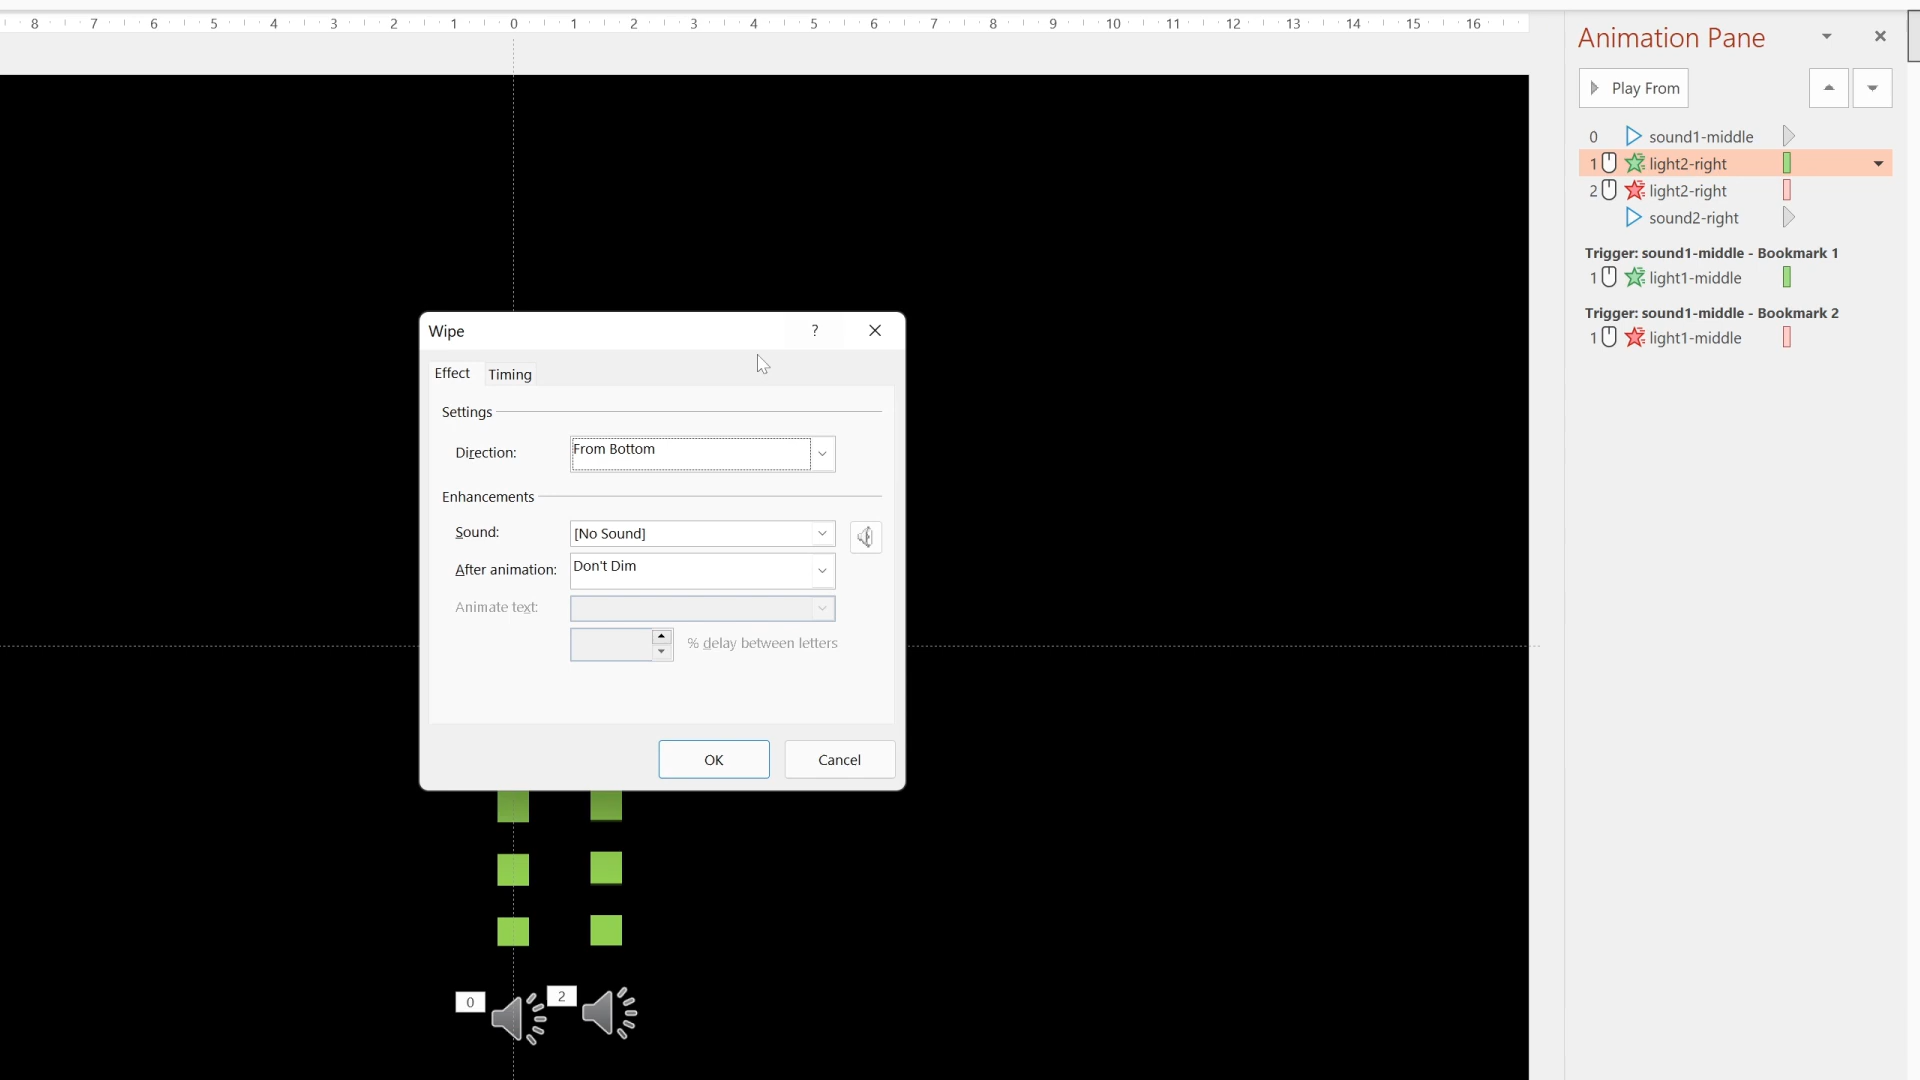 8 7 6 5 4 3 2 1 0 1 2 3 4 5 6 7 8 9 10 11 12 13 14 15 16
Animation Pane
Play From
0 sound1-middle
1 light2-right
2 light2-right
sound2-right
Trigger: sound1-middle - Bookmark 1
1 light1-middle
Trigger: sound1-middle - Bookmark 2
1 light1-middle
Wipe ?
Effect Timing
Settings
Direction: From Bottom
Enhancements
Sound: [No Sound]
After animation: Don't Dim
Animate text:
% delay between letters
OK Cancel
0 2